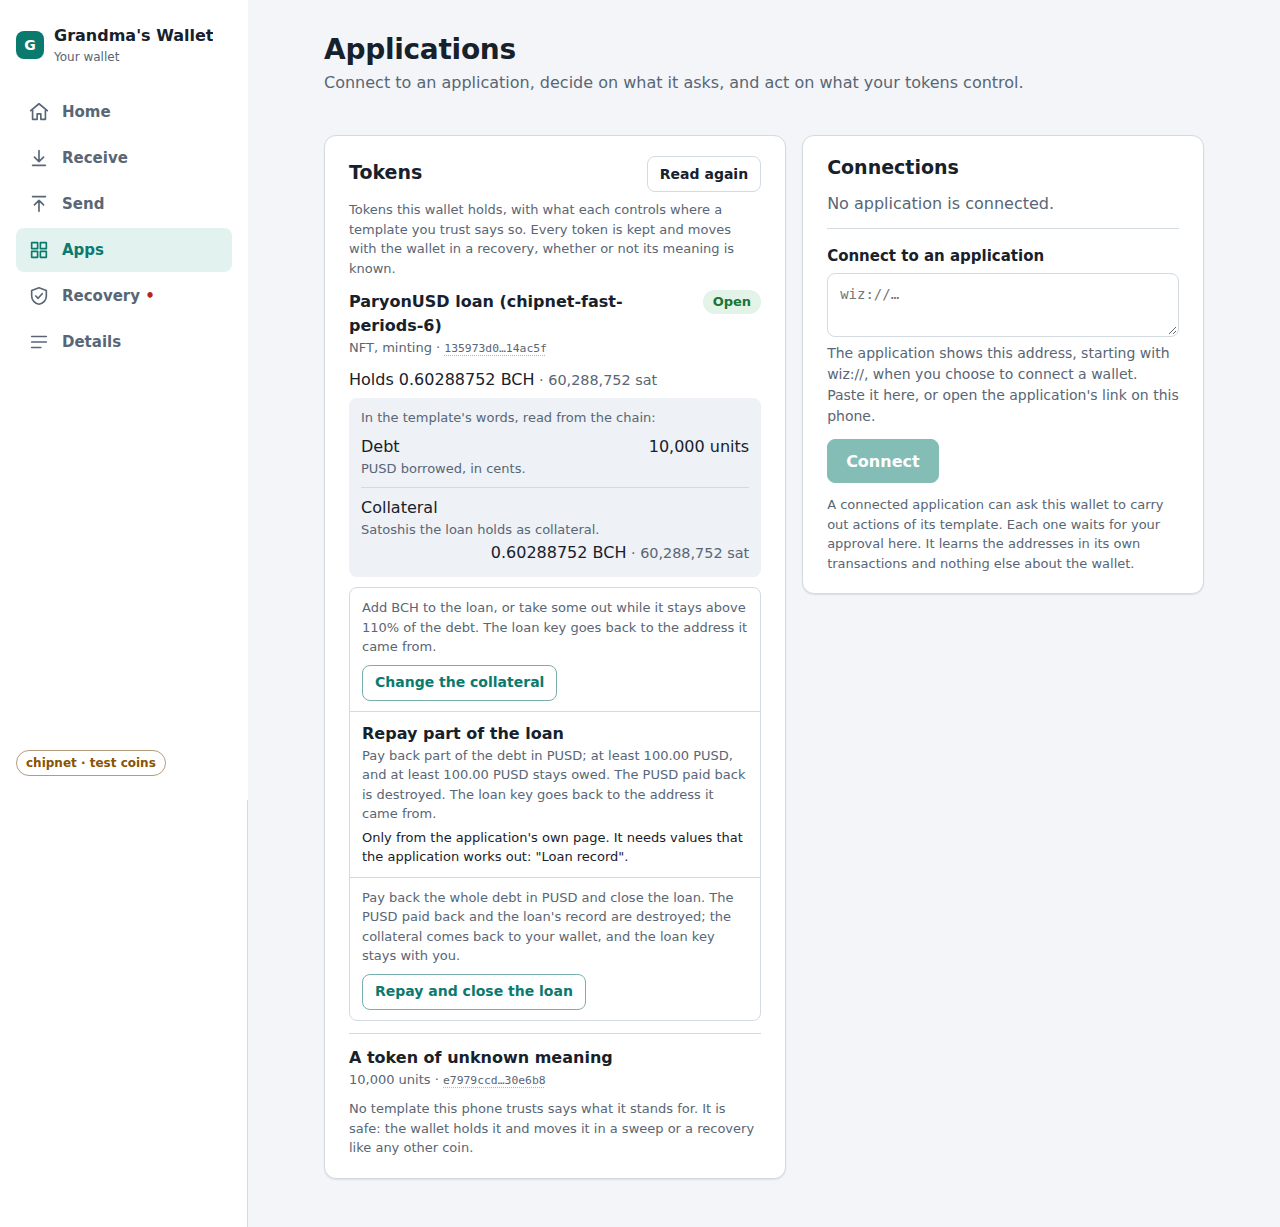 G
Grandma's Wallet
Your wallet
Home
Receive
Send
Apps
Recovery •
Details
chipnet · test coins
Applications
Connect to an application, decide on what it asks, and act on what your tokens control.
Tokens
Read again
Tokens this wallet holds, with what each controls where a
template you trust says so. Every token is kept and moves
with the wallet in a recovery, whether or not its meaning is
known.
ParyonUSD loan (chipnet-fast-
periods-6)
Open
NFT, minting · 135973d0…14ac5f
Holds 0.60288752 BCH · 60,288,752 sat
In the template's words, read from the chain:
Debt 10,000 units
PUSD borrowed, in cents.
Collateral
Satoshis the loan holds as collateral.
0.60288752 BCH · 60,288,752 sat
Add BCH to the loan, or take some out while it stays above
110% of the debt. The loan key goes back to the address it
came from.
Change the collateral
Repay part of the loan
Pay back part of the debt in PUSD; at least 100.00 PUSD,
and at least 100.00 PUSD stays owed. The PUSD paid back
is destroyed. The loan key goes back to the address it
came from.
Only from the application's own page. It needs values that
the application works out: "Loan record".
Pay back the whole debt in PUSD and close the loan. The
PUSD paid back and the loan's record are destroyed; the
collateral comes back to your wallet, and the loan key
stays with you.
Repay and close the loan
A token of unknown meaning
10,000 units · e7979ccd…30e6b8
No template this phone trusts says what it stands for. It is
safe: the wallet holds it and moves it in a sweep or a recovery
like any other coin.
Connections
No application is connected.
Connect to an application
wiz://…
The application shows this address, starting with
wiz://, when you choose to connect a wallet.
Paste it here, or open the application's link on this
phone.
Connect
A connected application can ask this wallet to carry
out actions of its template. Each one waits for your
approval here. It learns the addresses in its own
transactions and nothing else about the wallet.